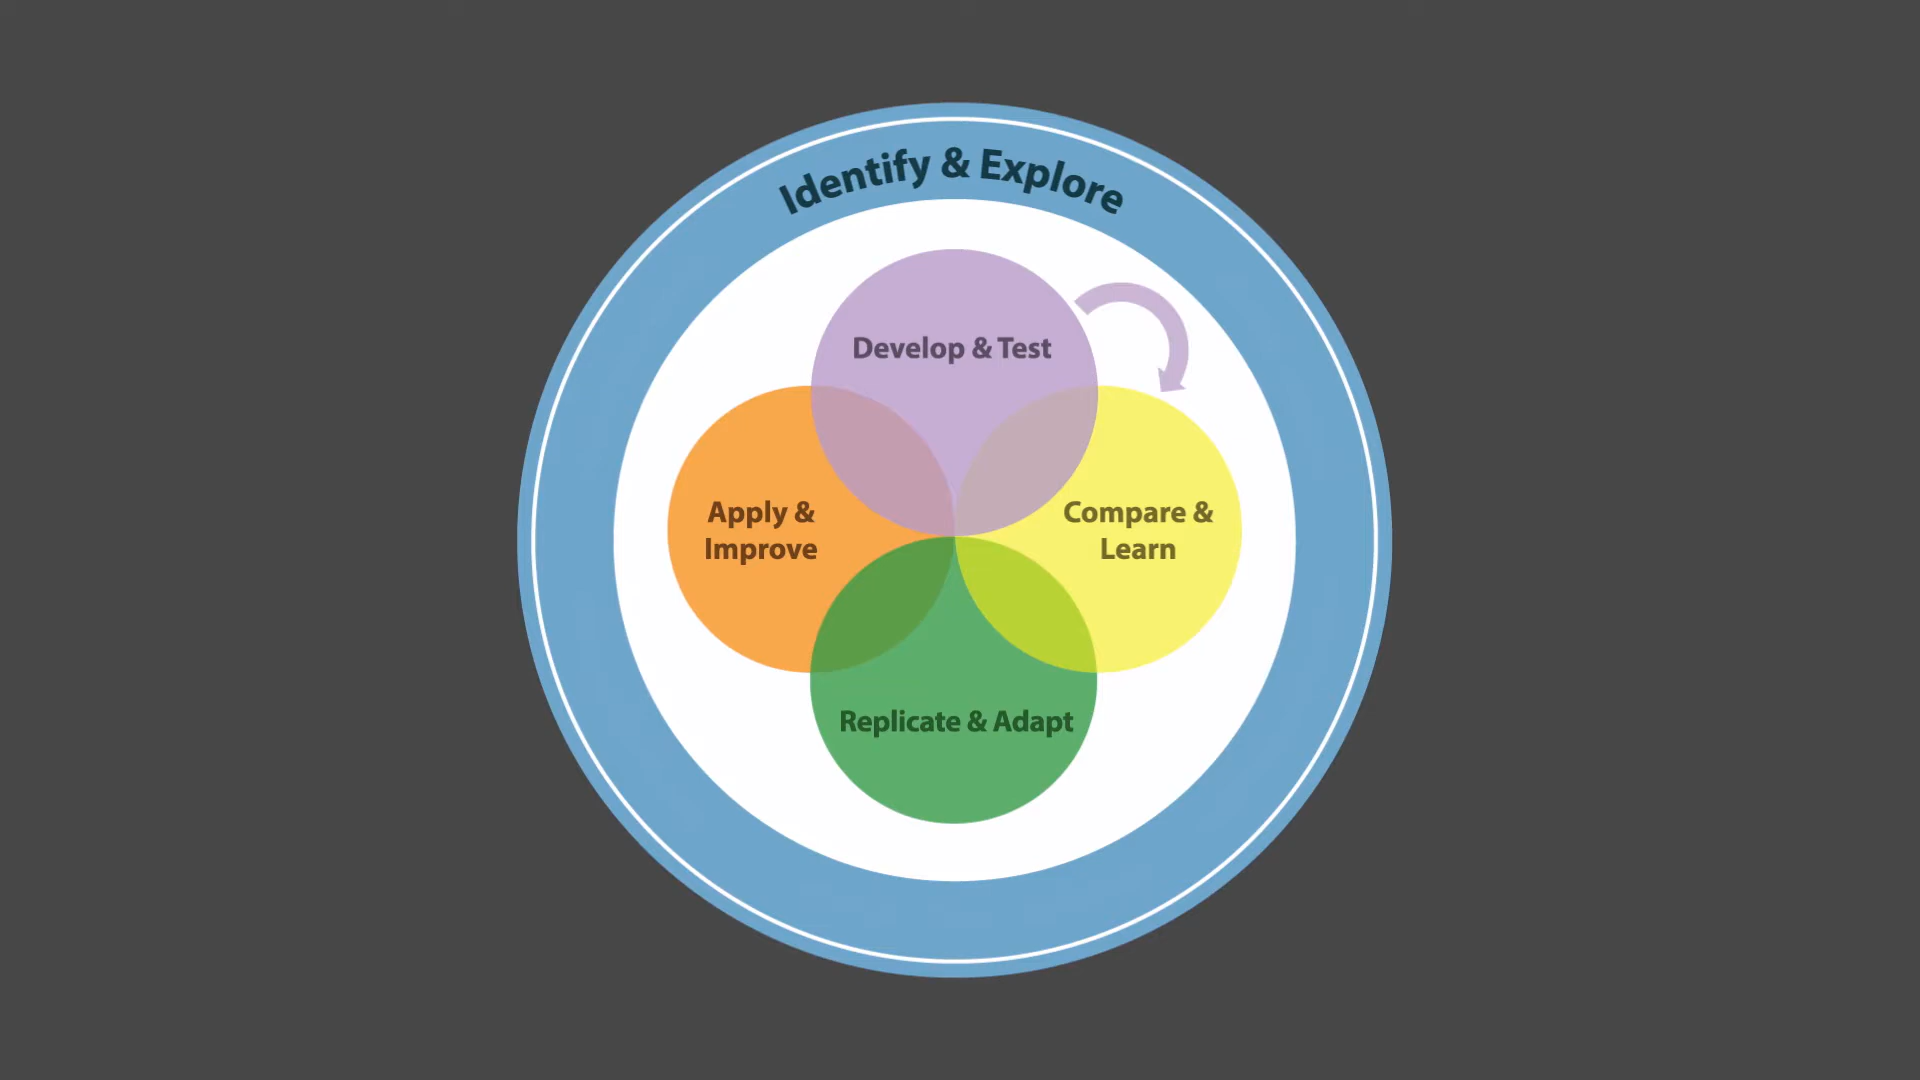 Identify & Explore
Develop & Test
Apply &
Improve
Compare &
Learn
Replicate & Adapt